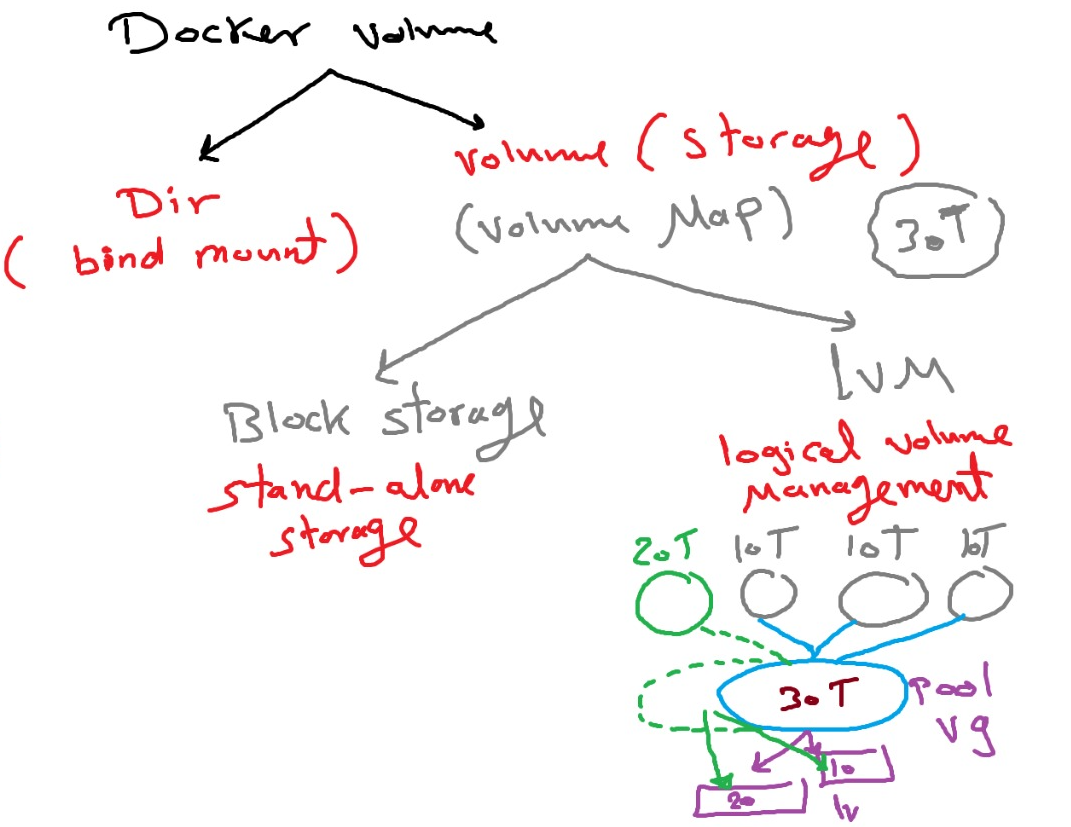 Docker volume
volume (storage)
Dir
(bind mount)
(volume Map)
30T
Block storage
stand-alone
storage
LVM
logical volume
management
20T 10T 10T 10T
30T
Pool
vg
10
20
lv